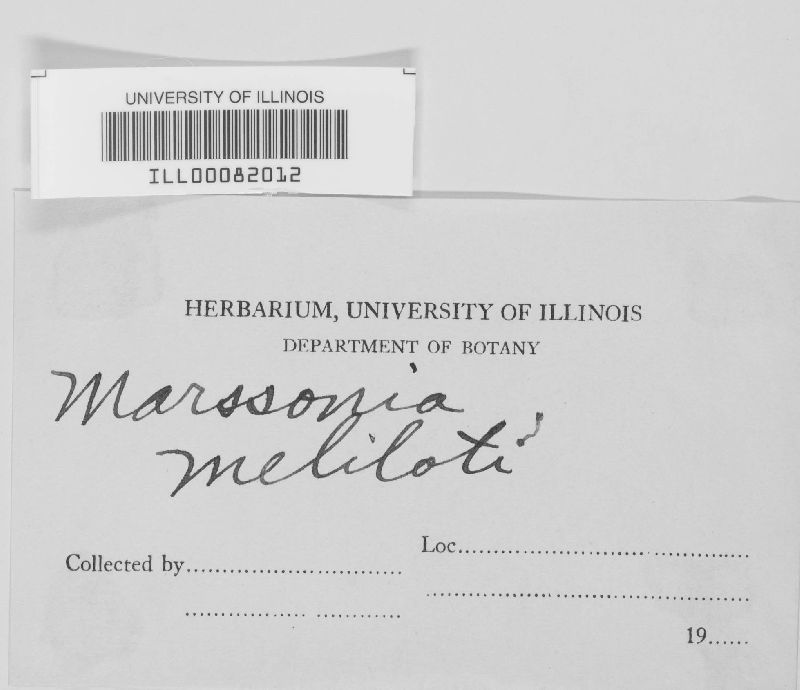 UNIVERSITY OF ILLINOIS
ILL00082012
HERBARIUM, UNIVERSITY OF ILLINOIS
DEPARTMENT OF BOTANY
Marssonia
meliloti
Loc..........
Collected by..........
19......